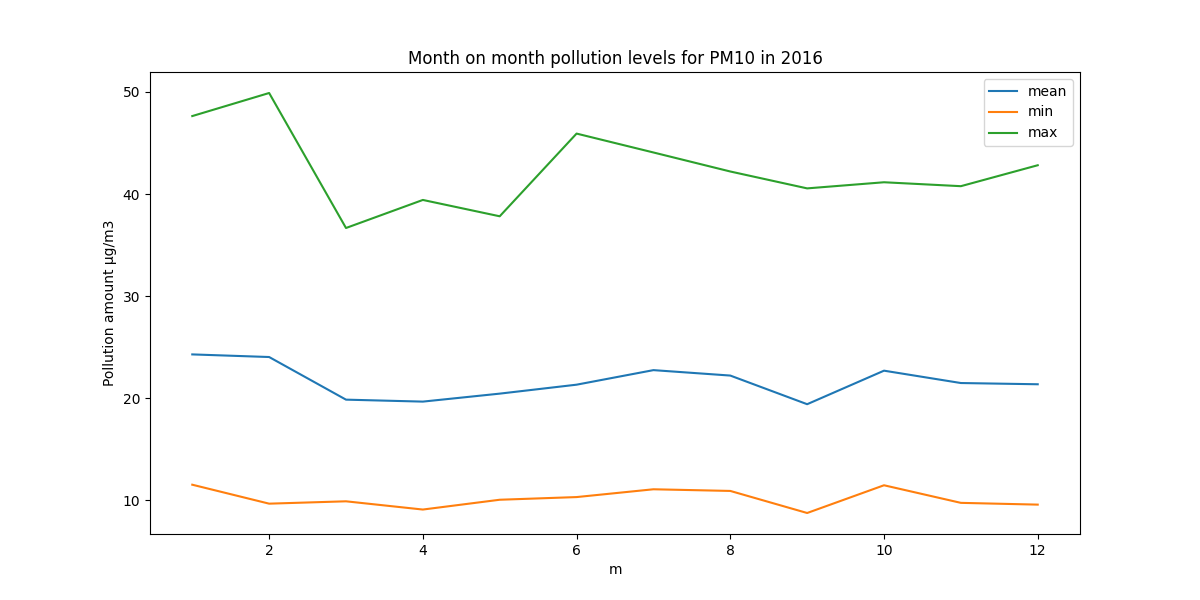 Month on month pollution levels for PM10 in 2016
mean
min
max
Pollution amount µg/m3
50
40
30
20
10
2 4 6 8 10 12
m